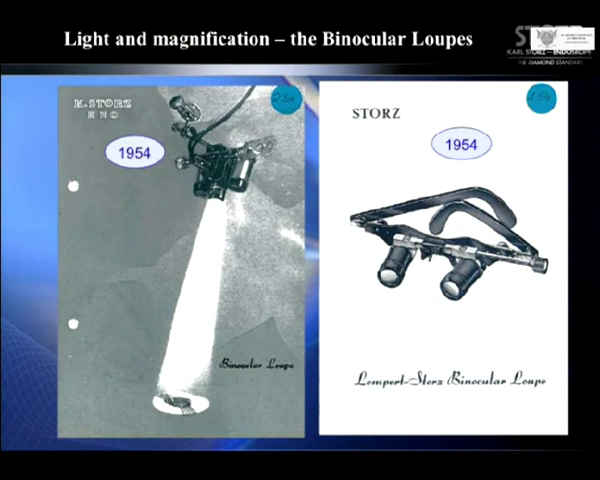 Light and magnification – the Binocular Loupes
STORZ
KARL STORZ – ENDOSKOPE
THE DIAMOND STANDARD
K. STORZ
ENO
1954
Binocular Loupe
STORZ
1954
Lempert-Storz Binocular Loupe